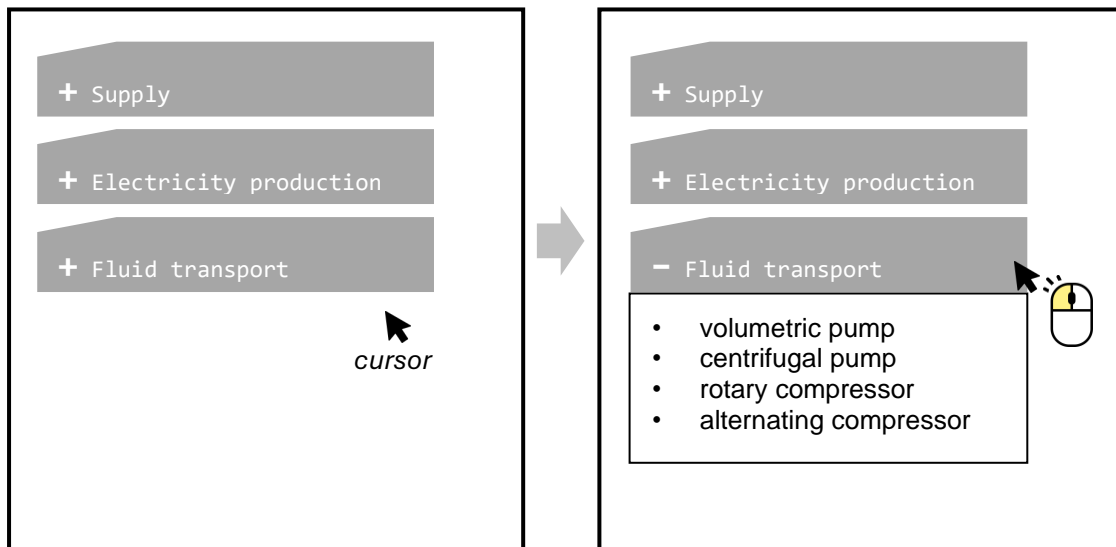 + Supply
+ Electricity production
+ Fluid transport
cursor
+ Supply
+ Electricity production
− Fluid transport
• volumetric pump
• centrifugal pump
• rotary compressor
• alternating compressor